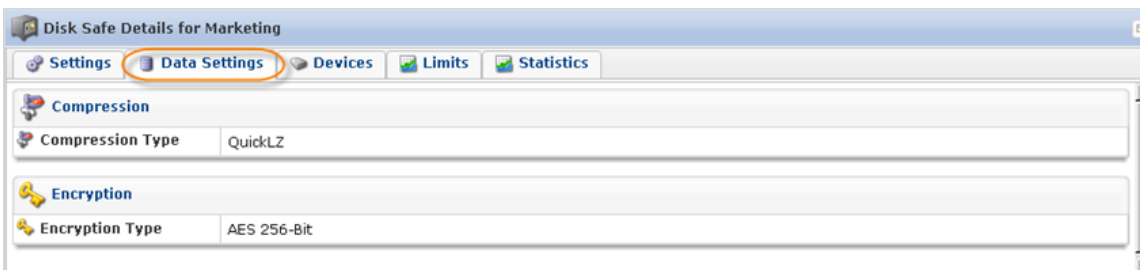 Disk Safe Details for Marketing
Settings Data Settings Devices Limits Statistics
Compression
Compression Type QuickLZ
Encryption
Encryption Type AES 256-Bit